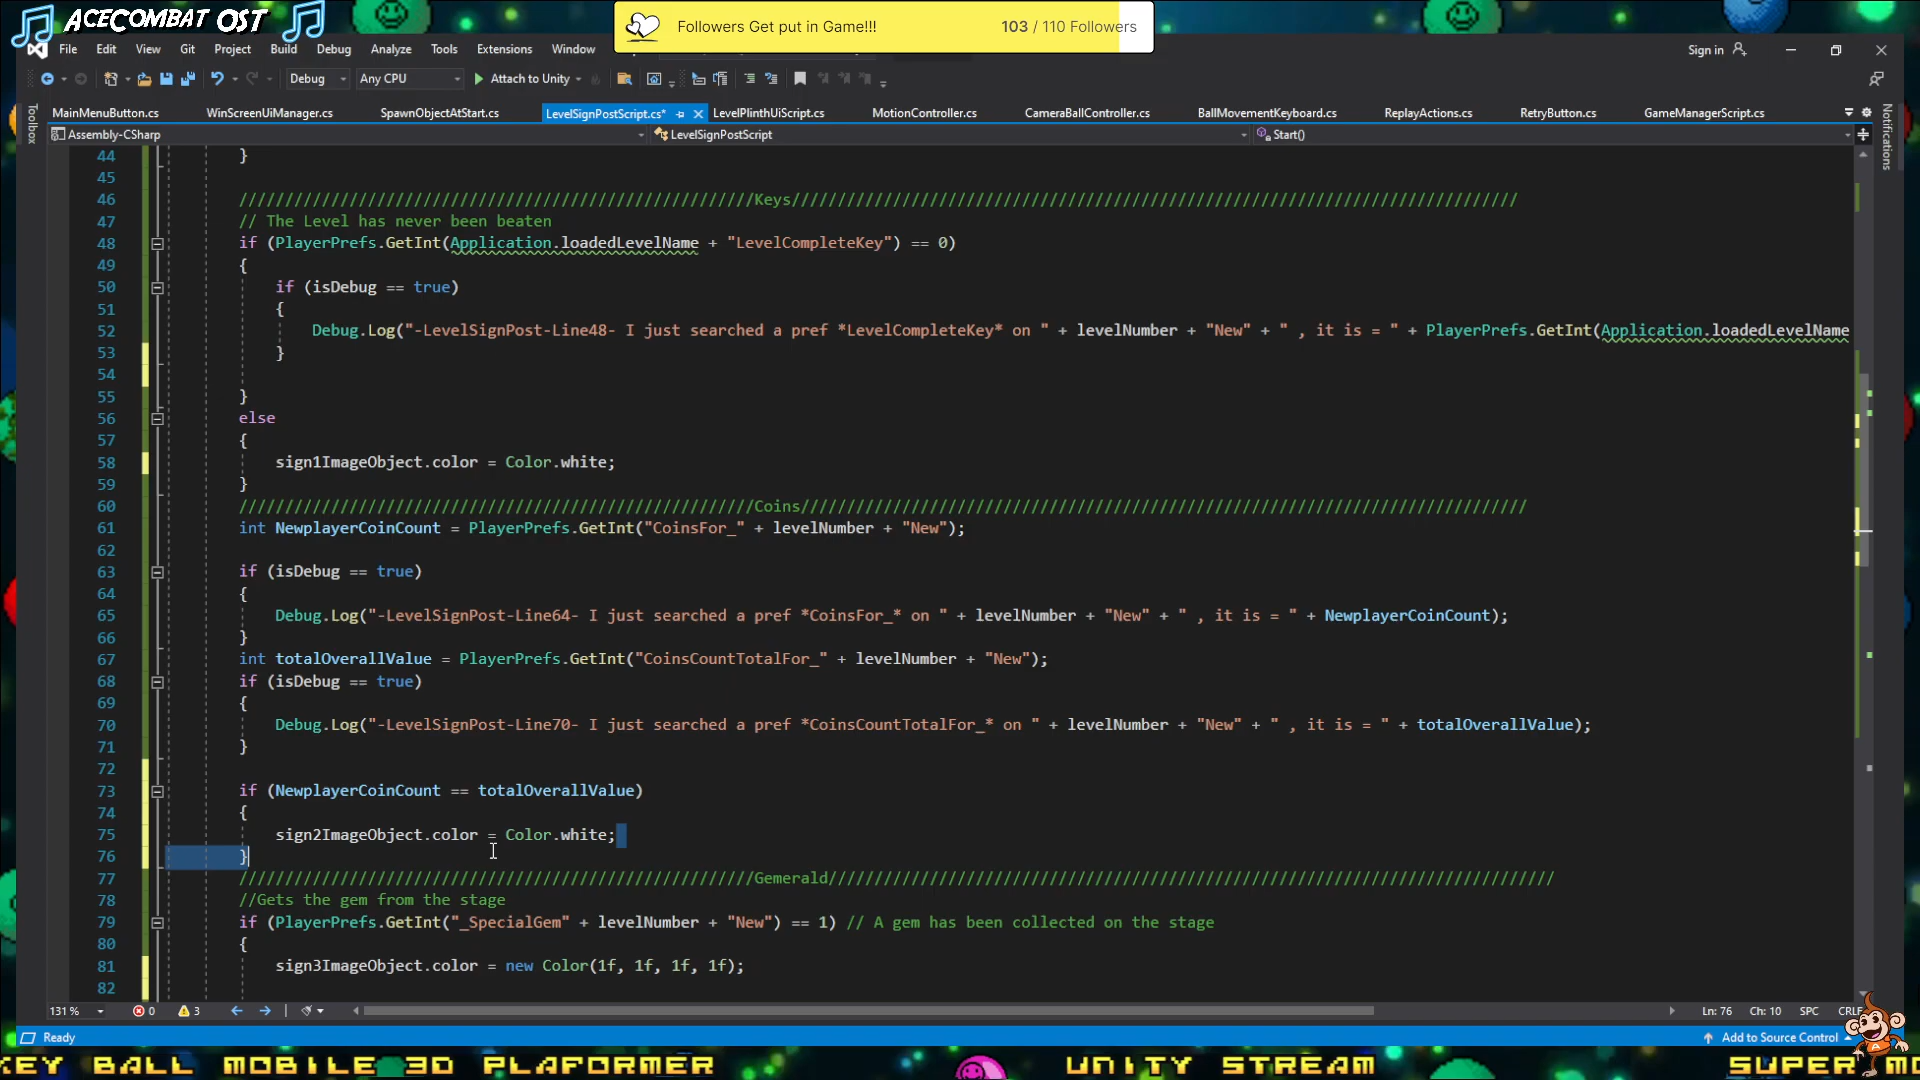 ACECOMBAT OST
Followers Get put in Game!!! 103 / 110 Followers
File Edit View Git Project Build Debug Analyze Tools Extensions Window
Sign in
Debug Any CPU Attach to Unity
MainMenuButton.cs WinScreenUiManager.cs SpawnObjectAtStart.cs LevelSignPostScript.cs* LevelPlinthUiScript.cs MotionController.cs CameraBallController.cs BallMovementKeyboard.cs ReplayActions.cs RetryButton.cs GameManagerScript.cs
Toolbox
Notifications
Assembly-CSharp LevelSignPostScript Start()
44 }
45
46 ////////////////////////////////////////////////////////Keys///////////////////////////////////////////////////////////////////////////////
47 // The Level has never been beaten
48 if (PlayerPrefs.GetInt(Application.loadedLevelName + "LevelCompleteKey") == 0)
49 {
50 if (isDebug == true)
51 {
52 Debug.Log("-LevelSignPost-Line48- I just searched a pref *LevelCompleteKey* on " + levelNumber + "New" + " , it is = " + PlayerPrefs.GetInt(Application.loadedLevelName
53 }
54
55 }
56 else
57 {
58 sign1ImageObject.color = Color.white;
59 }
60 ////////////////////////////////////////////////////////Coins///////////////////////////////////////////////////////////////////////////////
61 int NewplayerCoinCount = PlayerPrefs.GetInt("CoinsFor_" + levelNumber + "New");
62
63 if (isDebug == true)
64 {
65 Debug.Log("-LevelSignPost-Line64- I just searched a pref *CoinsFor_* on " + levelNumber + "New" + " , it is = " + NewplayerCoinCount);
66 }
67 int totalOverallValue = PlayerPrefs.GetInt("CoinsCountTotalFor_" + levelNumber + "New");
68 if (isDebug == true)
69 {
70 Debug.Log("-LevelSignPost-Line70- I just searched a pref *CoinsCountTotalFor_* on " + levelNumber + "New" + " , it is = " + totalOverallValue);
71 }
72
73 if (NewplayerCoinCount == totalOverallValue)
74 {
75 sign2ImageObject.color = Color.white;
76 }
77 ////////////////////////////////////////////////////////Gemerald///////////////////////////////////////////////////////////////////////////////
78 //Gets the gem from the stage
79 if (PlayerPrefs.GetInt("_SpecialGem" + levelNumber + "New") == 1) // A gem has been collected on the stage
80 {
81 sign3ImageObject.color = new Color(1f, 1f, 1f, 1f);
82
131 % 0 3 Ln: 76 Ch: 10 SPC CRLF
Ready Add to Source Control
KEY BALL MOBILE 3D PLAFORMER UNITY STREAM SUPER MO